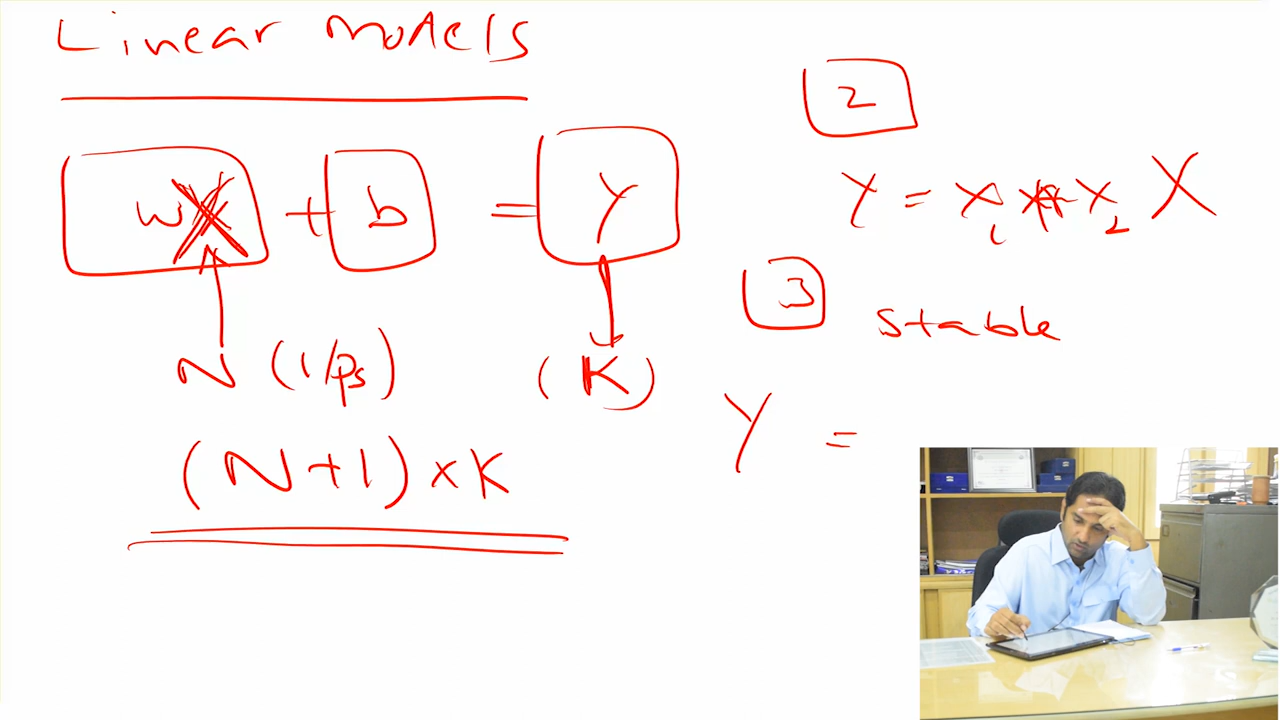 Linear Models
wX + b = Y
N (i/ps) (K)
(N+1) x K
2
Y = X1 X2 X
3
stable
Y =